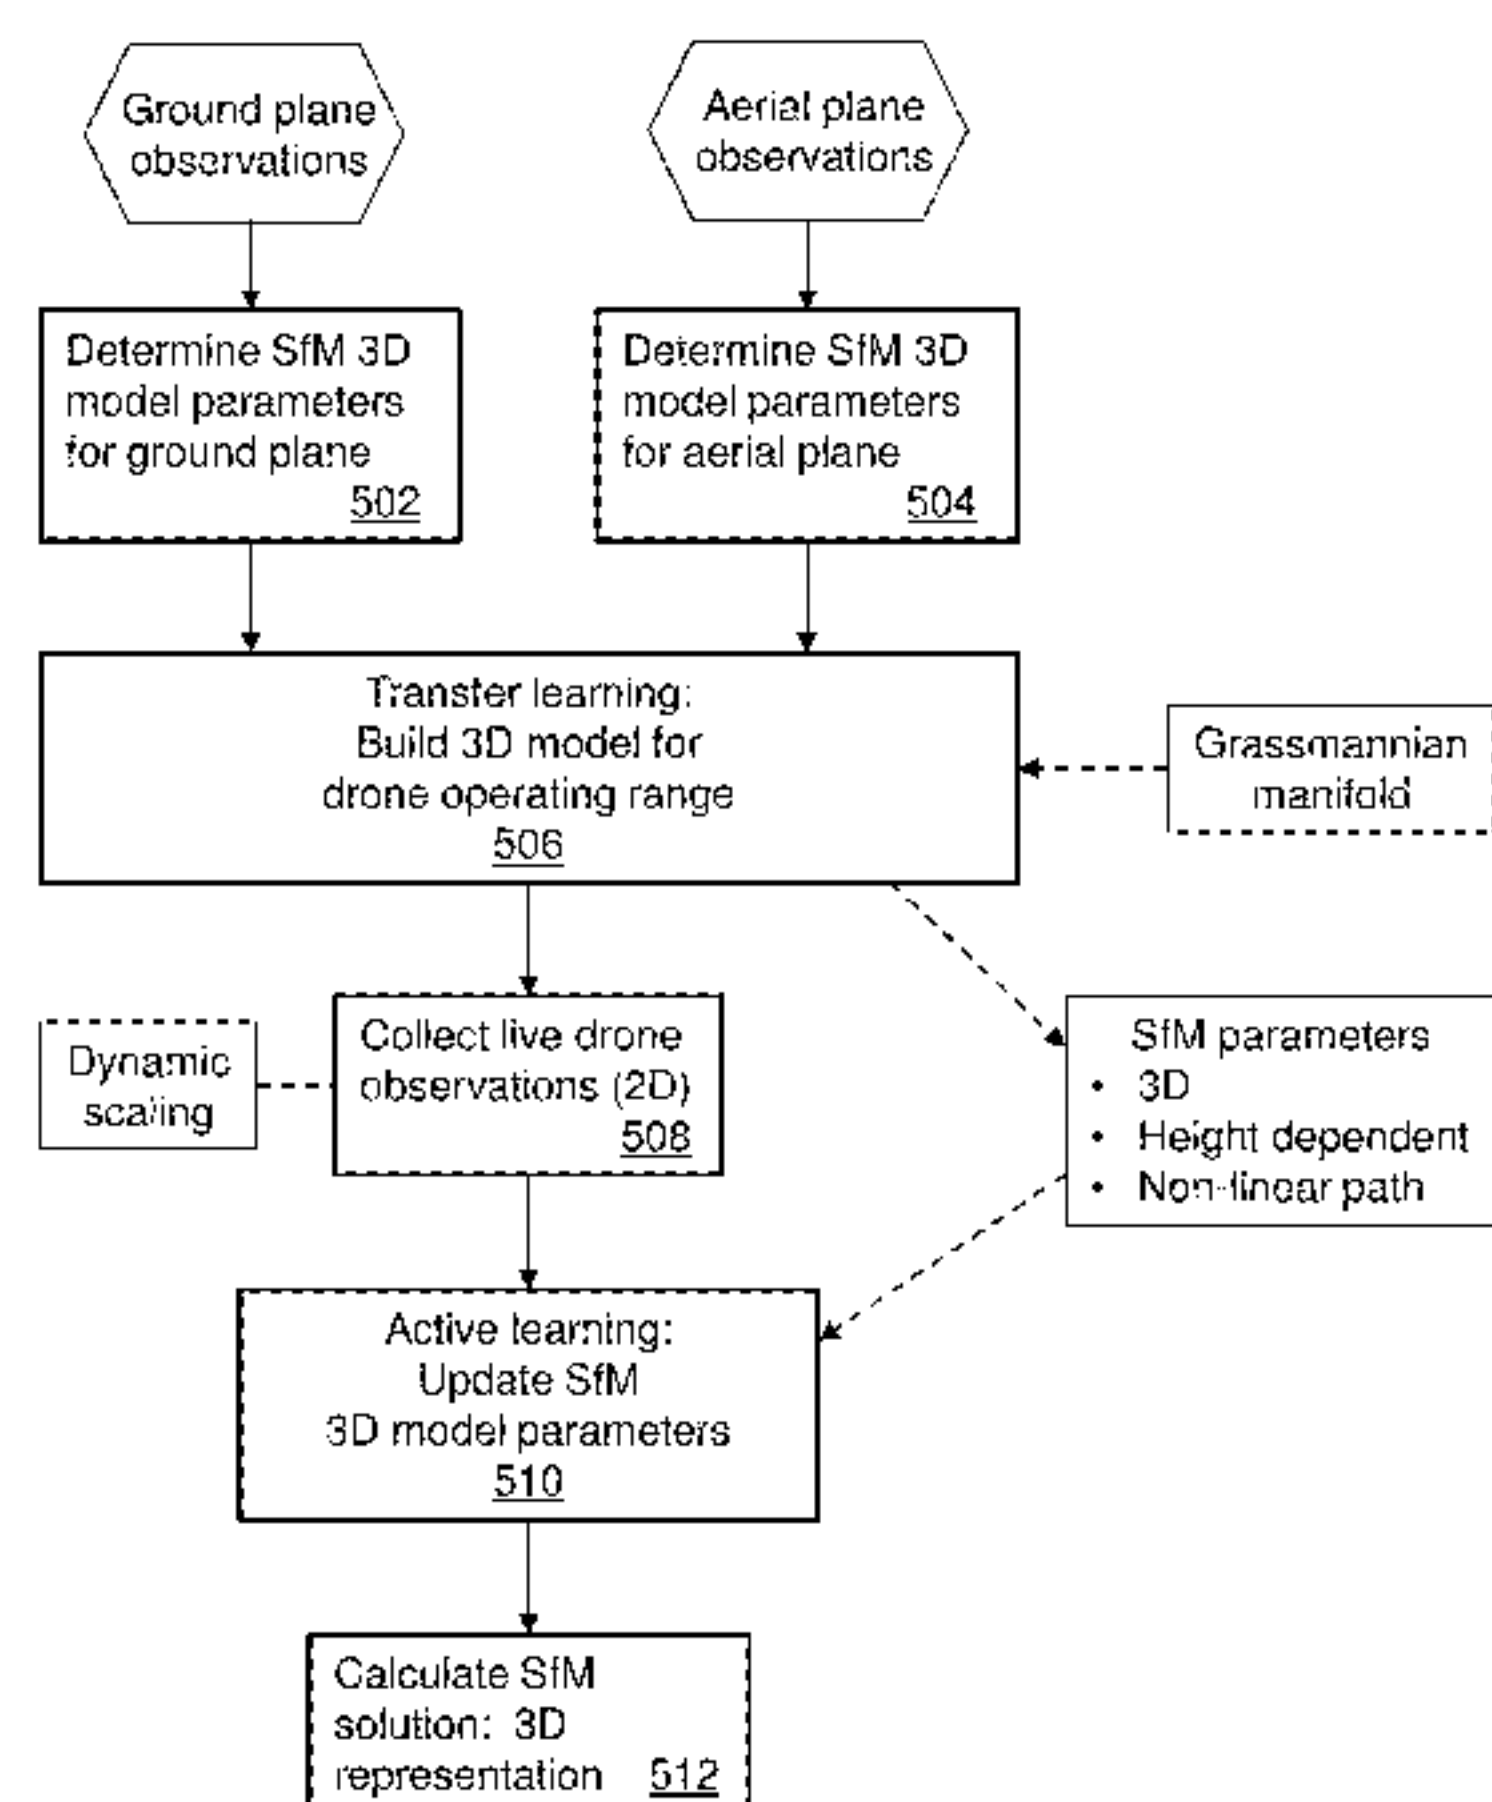 Ground plane
observations
Aerial plane
observations
Determine SfM 3D
model parameters
for ground plane
502
Determine SfM 3D
model parameters
for aerial plane
504
Transfer learning:
Build 3D model for
drone operating range
506
Grassmannian
manifold
Collect live drone
observations (2D)
508
Dynamic
scaling
SfM parameters
• 3D
• Height dependent
• Non-linear path
Active learning:
Update SfM
3D model parameters
510
Calculate SfM
solution: 3D
representation 512